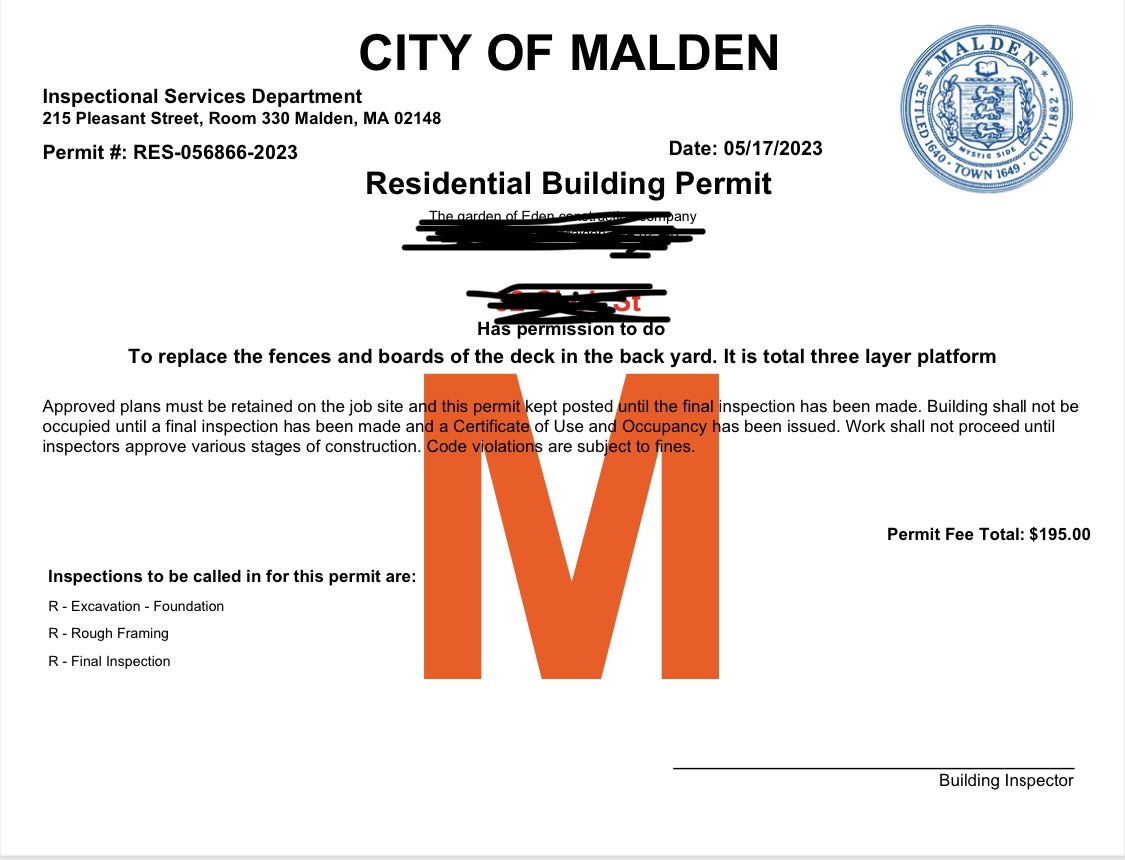 CITY OF MALDEN
MALDEN
SETTLED 1640 · TOWN 1649 · CITY 1882
MYSTIC SIDE
Inspectional Services Department
215 Pleasant Street, Room 330 Malden, MA 02148
Permit #: RES-056866-2023
Date: 05/17/2023
Residential Building Permit
The garden of Eden construction company
St
Has permission to do
To replace the fences and boards of the deck in the back yard. It is total three layer platform
Approved plans must be retained on the job site and this permit kept posted until the final inspection has been made. Building shall not be
occupied until a final inspection has been made and a Certificate of Use and Occupancy has been issued. Work shall not proceed until
inspectors approve various stages of construction. Code violations are subject to fines.
M
Permit Fee Total: $195.00
Inspections to be called in for this permit are:
R - Excavation - Foundation
R - Rough Framing
R - Final Inspection
Building Inspector